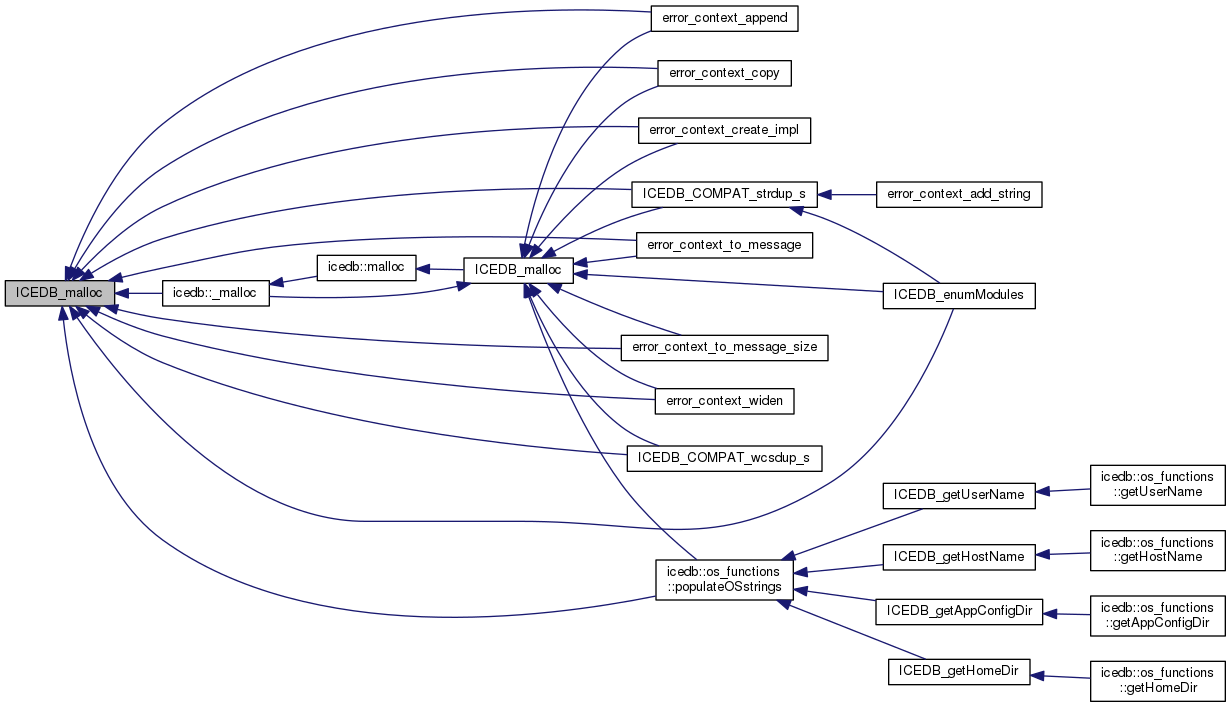 error_context_append
error_context_copy
error_context_create_impl
ICEDB_COMPAT_strdup_s
error_context_add_string
error_context_to_message
icedb::malloc
ICEDB_malloc
ICEDB_malloc
icedb::_malloc
ICEDB_enumModules
error_context_to_message_size
error_context_widen
ICEDB_COMPAT_wcsdup_s
ICEDB_getUserName
icedb::os_functions
::getUserName
ICEDB_getHostName
icedb::os_functions
::getHostName
icedb::os_functions
::populateOSstrings
ICEDB_getAppConfigDir
icedb::os_functions
::getAppConfigDir
ICEDB_getHomeDir
icedb::os_functions
::getHomeDir